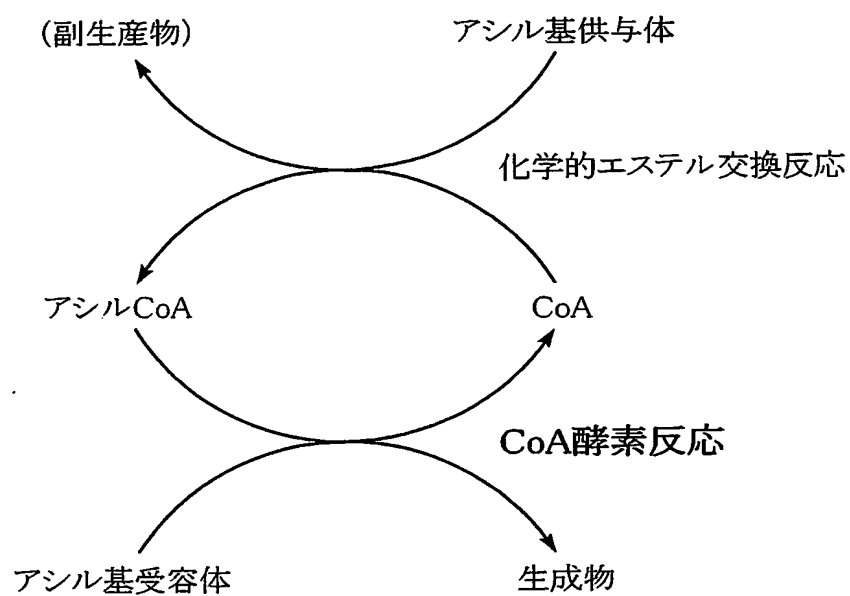 (副生産物)
アシル基供与体
化学的エステル交換反応
アシルCoA
CoA
CoA酵素反応
アシル基受容体
生成物